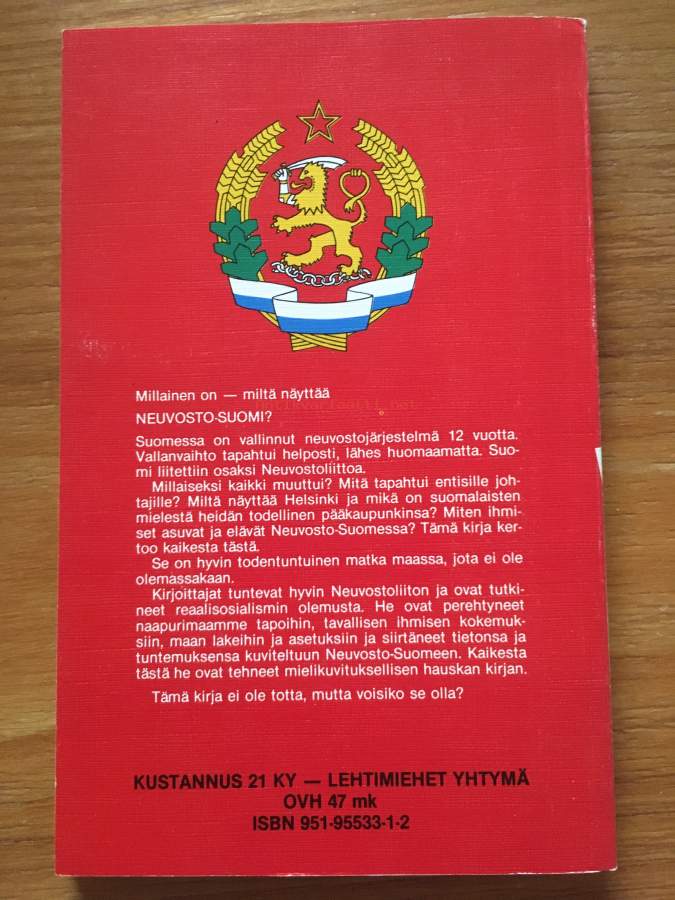 Millainen on — miltä näyttää
NEUVOSTO-SUOMI?
Suomessa on vallinnut neuvostojärjestelmä 12 vuotta.
Vallanvaihto tapahtui helposti, lähes huomaamatta. Suo-
mi liitettiin osaksi Neuvostoliittoa.
Millaiseksi kaikki muuttui? Mitä tapahtui entisille joh-
tajille? Miltä näyttää Helsinki ja mikä on suomalaisten
mielestä heidän todellinen pääkaupunkinsa? Miten ihmi-
set asuvat ja elävät Neuvosto-Suomessa? Tämä kirja ker-
too kaikesta tästä.
Se on hyvin todentuntuinen matka maassa, jota ei ole
olemassakaan.
Kirjoittajat tuntevat hyvin Neuvostoliiton ja ovat tutki-
neet reaalisosialismin olemusta. He ovat perehtyneet
naapurimaamme tapoihin, tavallisen ihmisen kokemuk-
siin, maan lakeihin ja asetuksiin ja siirtäneet tietonsa ja
tuntemuksensa kuviteltuun Neuvosto-Suomeen. Kaikesta
tästä he ovat tehneet mielikuvituksellisen hauskan kirjan.
Tämä kirja ei ole totta, mutta voisiko se olla?
KUSTANNUS 21 KY — LEHTIMIEHET YHTYMÄ
OVH 47 mk
ISBN 951-95533-1-2